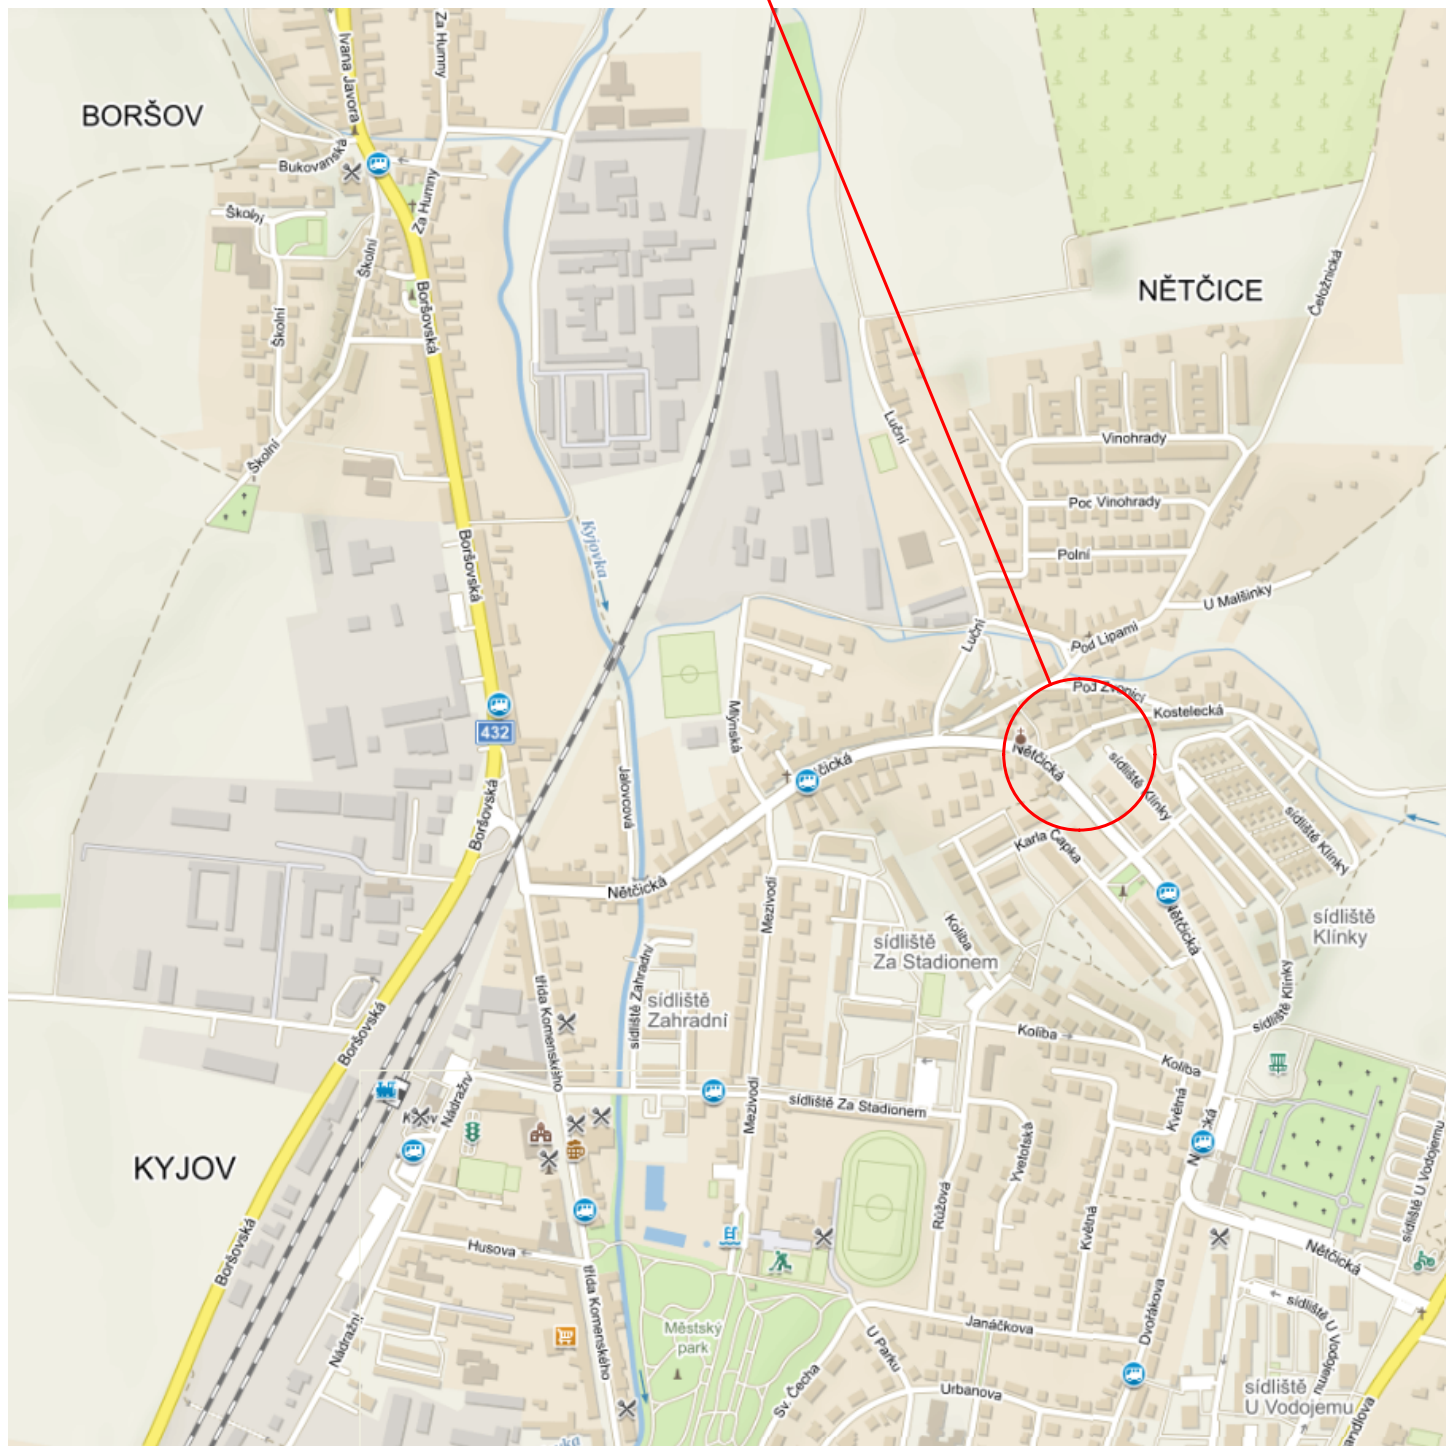 Za Humny
Ivana Javora
BORŠOV
Bukovanská
Školní
Za Humny
Školní
NĚTČICE
Čeložnická
Školní
Boršovská
Luční
Vinohrady
Školní
Pod Vinohrady
Boršovská
Kyjovka
Polní
U Malšinky
Luční
Pod Lipami
Pod Zvonicí
Kostelecká
432
Mlýnská
Nětčická
sídliště Klínky
Jalovcová
Boršovská
sídliště Klínky
Karla Čapka
Nětčická
Mezivodí
Koliba
Nětčická
sídliště
Klínky
sídliště
Za Stadionem
sídliště Zahradní
sídliště
Zahradní
třída Komenského
sídliště Klínky
Boršovská
Koliba
Koliba
Nádražní
Mezivodí
sídliště Za Stadionem
Květná
Yvetotská
sídliště U Vodojemu
KYJOV
Růžová
Květná
Boršovská
Husova
Nětčická
třída Komenského
Dvořákova
sídliště U Vodojemu
Nádražní
Městský
park
U Parku
Janáčkova
Sv. Čecha
Urbanova
sídliště
U Vodojemu